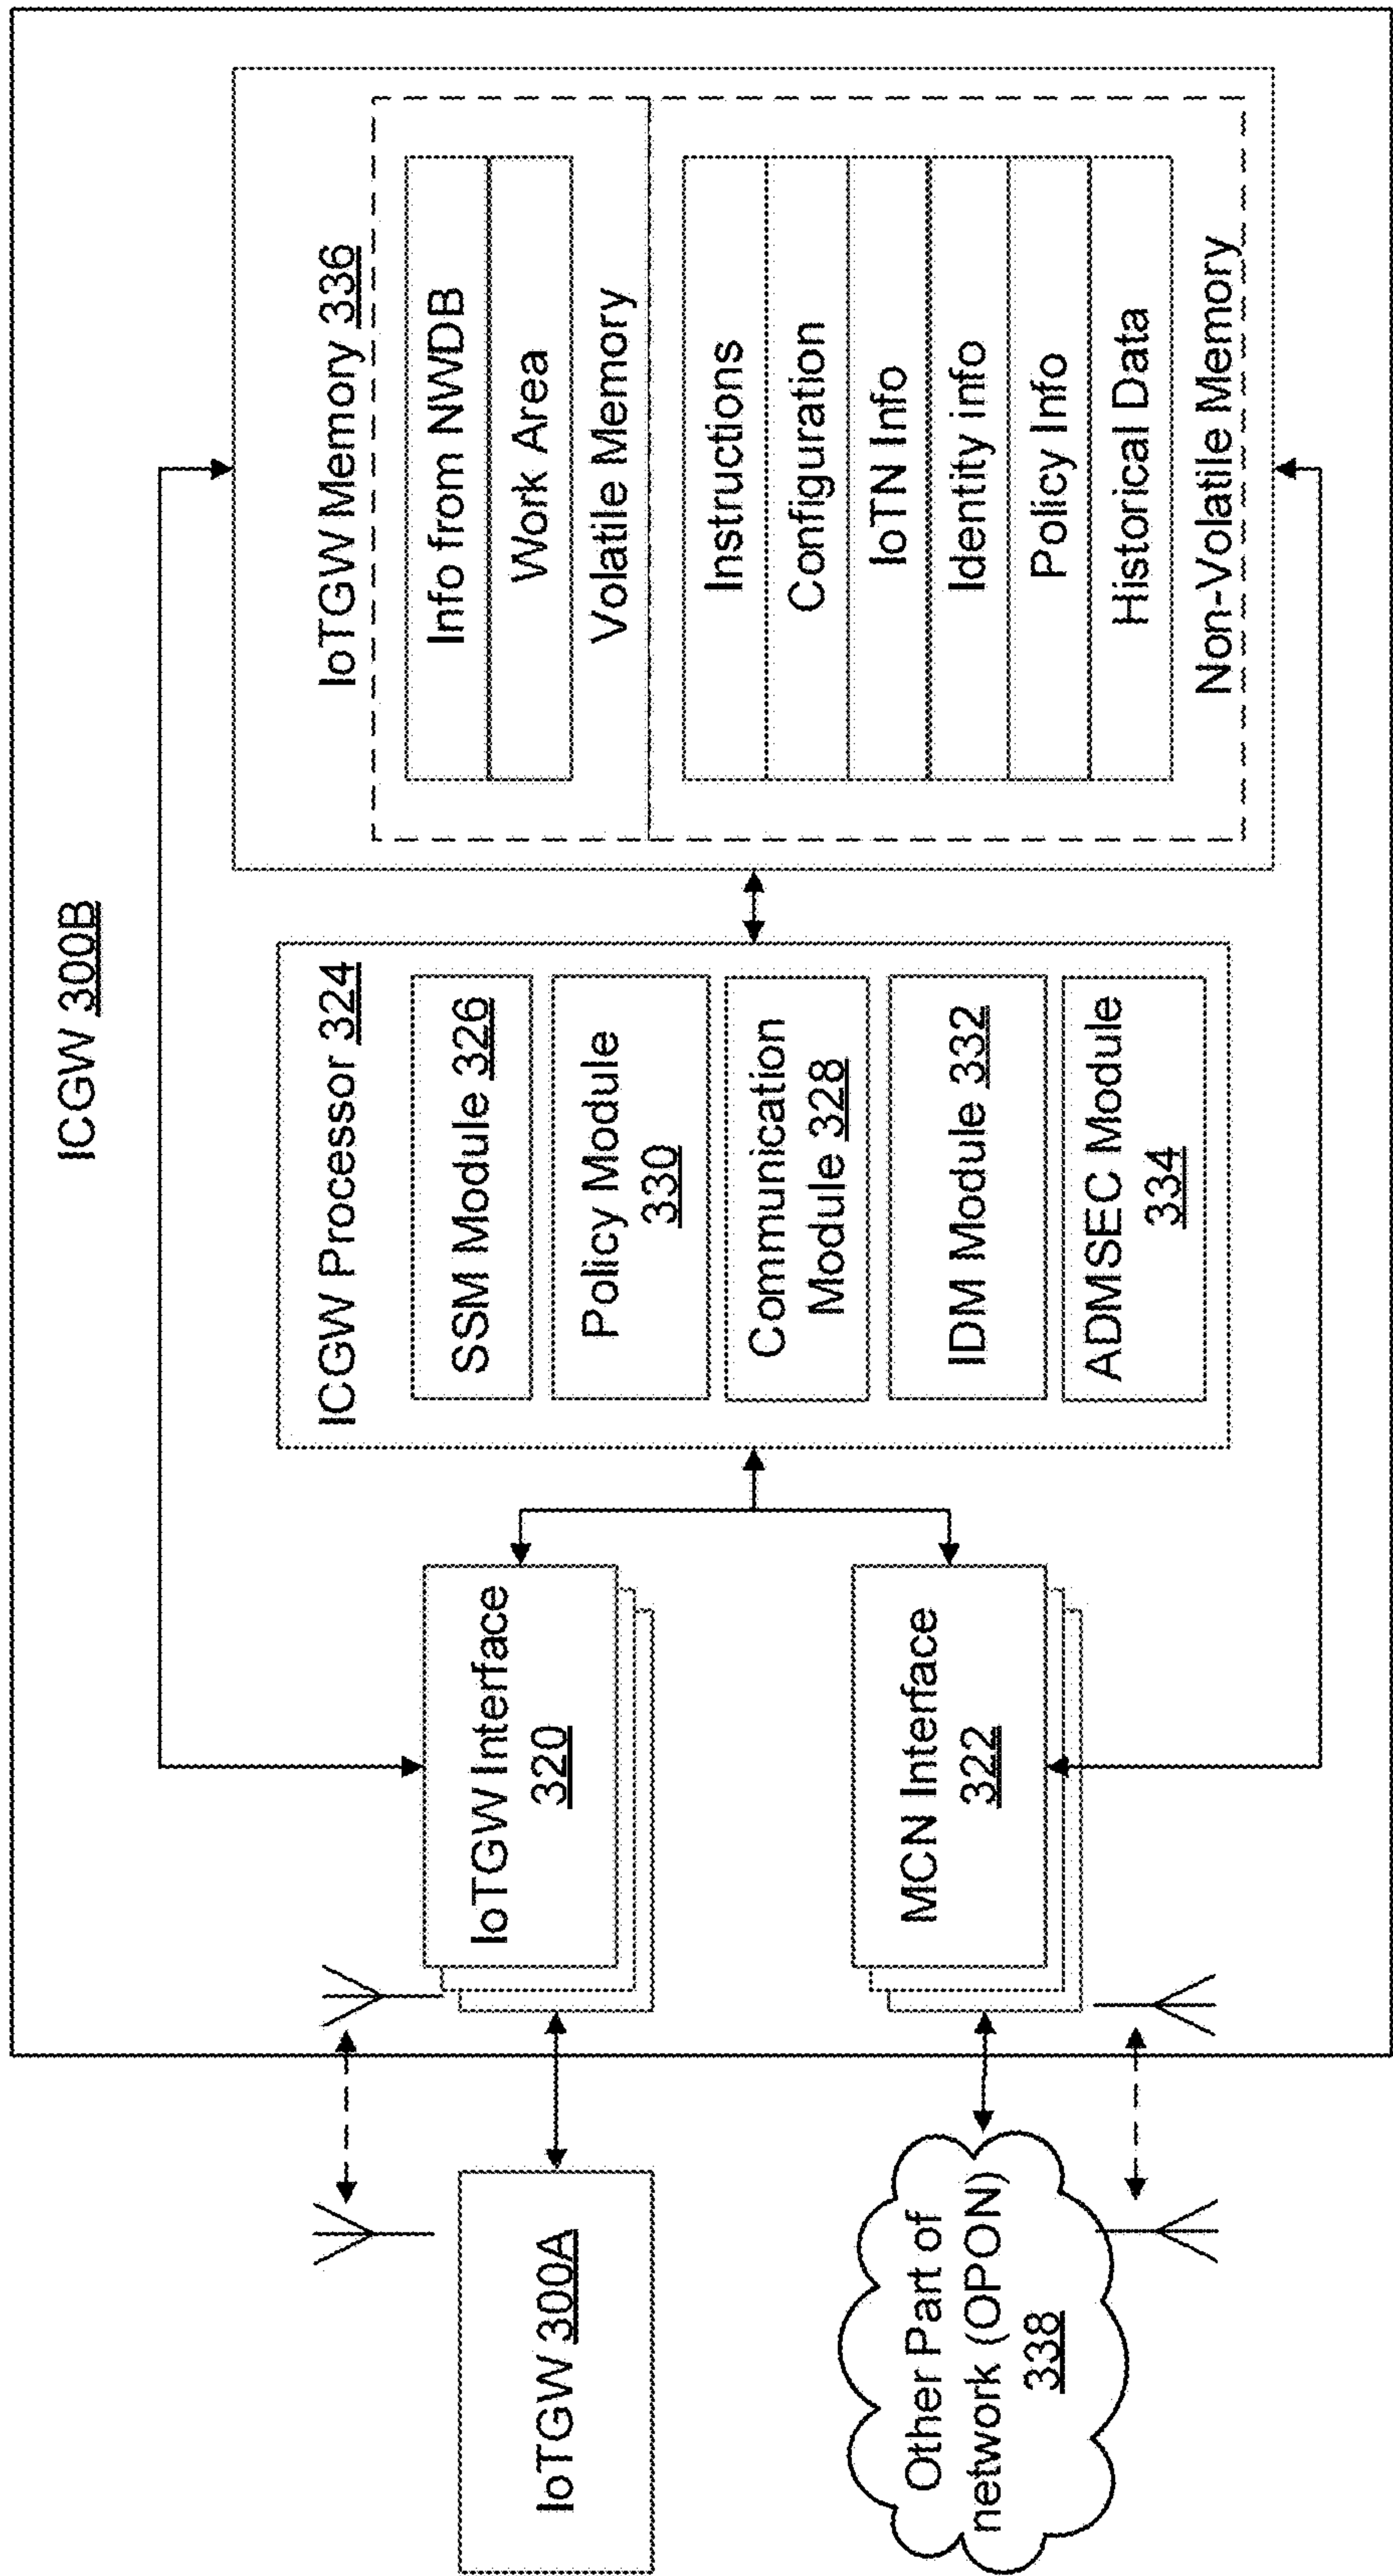 ICGW 300B
IoTGW 300A
Other Part of
network (OPON)
338
IoTGW Interface
320
MCN Interface
322
ICGW Processor 324
SSM Module 326
Policy Module
330
Communication
Module 328
IDM Module 332
ADMSEC Module
334
IoTGW Memory 336
Info from NWDB
Work Area
Volatile Memory
Instructions
Configuration
IoTN Info
Identity info
Policy Info
Historical Data
Non-Volatile Memory